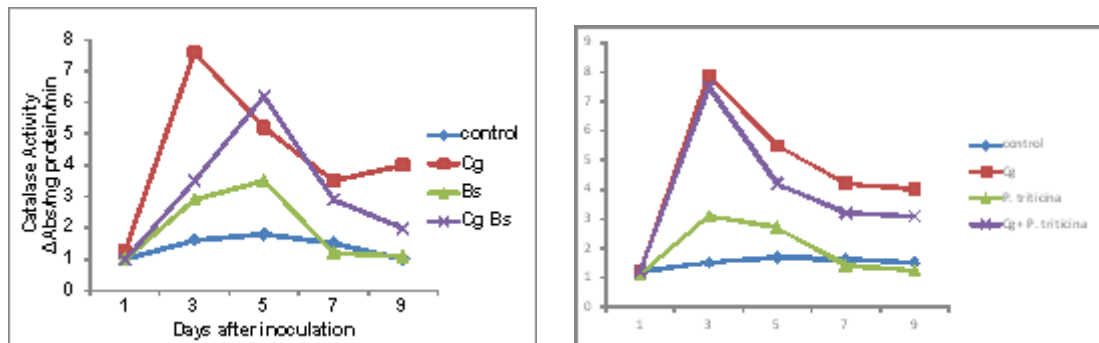 8
7
6
5
4
3
2
1
0
Catalase Activity
ΔAbs/mg protein/min
1 3 5 7 9
Days after inoculation
control
Cg
Bs
Cg Bs
9
8
7
6
5
4
3
2
1
0
1 3 5 7 9
control
Cg
P. triticina
Cg+ P. triticina